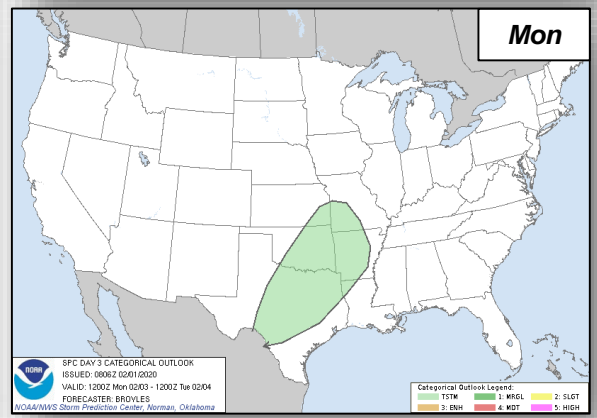 Mon
NOAA
SPC DAY 3 CATEGORICAL OUTLOOK
ISSUED: 0806Z 02/01/2020
VALID: 1200Z Mon 02/03 - 1200Z Tue 02/04
FORECASTER: BROYLES
NOAA/NWS Storm Prediction Center, Norman, Oklahoma
Categorical Outlook Legend:
TSTM 1: MRGL 2: SLGT
3: ENH 4: MDT 5: HIGH